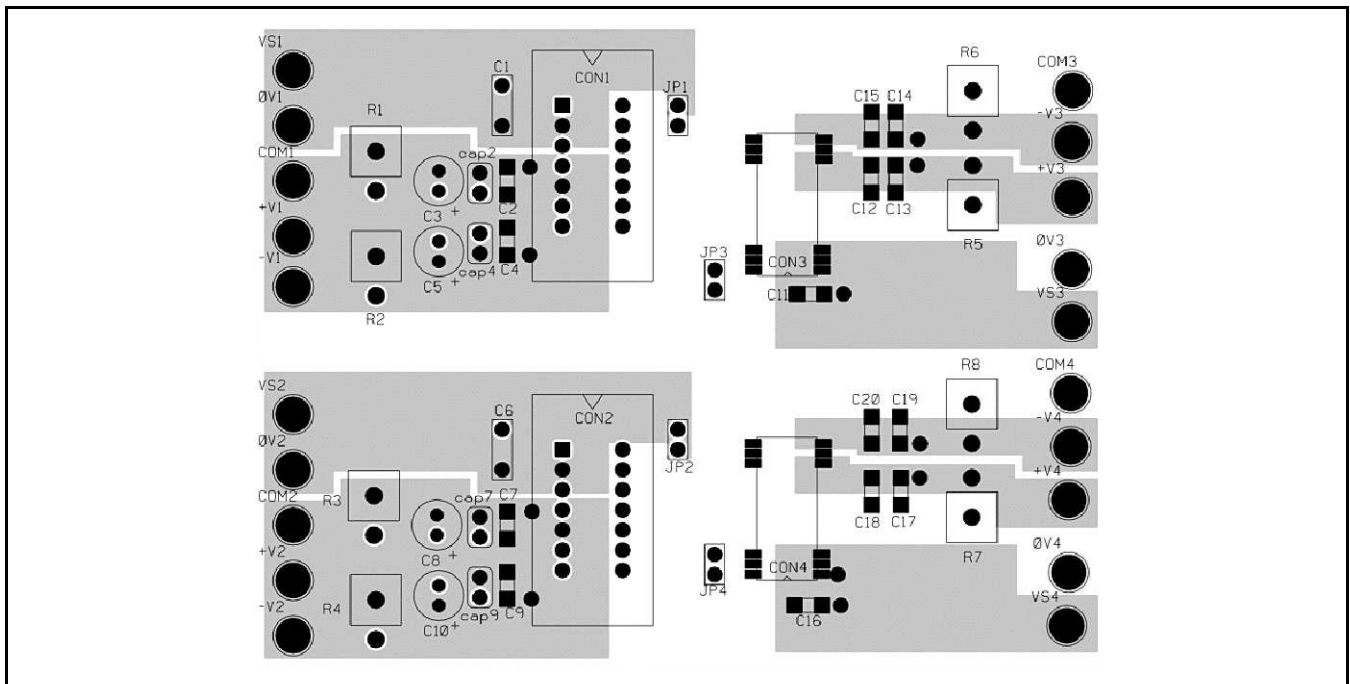 VS1
C1
CON1
JP1
ØV1
R1
COM1
cap2
+V1
C3
+
C2
-V1
C5
+
cap4
C4
R2
R6
COM3
C15
C14
-V3
+V3
C12
C13
R5
ØV3
JP3
CON3
C11
VS3
VS2
C6
CON2
JP2
ØV2
COM2
R3
cap7
C7
+V2
C8
+
-V2
R4
C10
+
cap9
C9
R8
COM4
C20
C19
-V4
+V4
C18
C17
R7
ØV4
JP4
CON4
VS4
C16